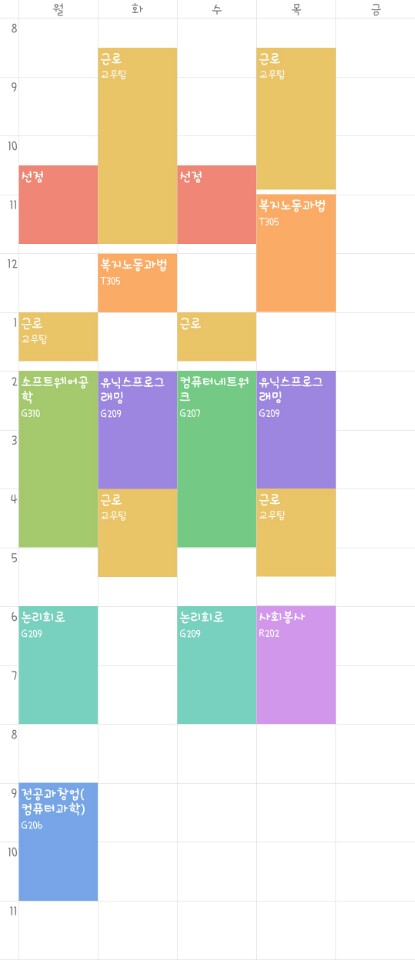 월 화 수 목 금
8
근로
교무팀
근로
교무팀
9
10
선정
선정
11
복지노동과법
T305
12
복지노동과법
T305
1
근로
교무팀
근로
2
소프트웨어공
학
G310
유닉스프로그
래밍
G209
컴퓨터네트워
크
G207
유닉스프로그
래밍
G209
3
4
근로
교무팀
근로
교무팀
5
6
논리회로
G209
논리회로
G209
사회봉사
R202
7
8
9
전공과창업(
컴퓨터과학)
G206
10
11